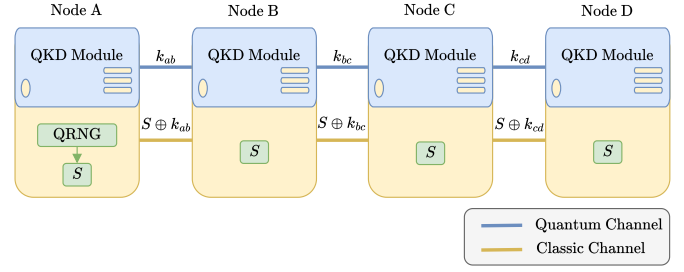 Node A Node B Node C Node D
QKD Module k_ab QKD Module k_bc QKD Module k_cd QKD Module
S ⊕ k_ab S ⊕ k_bc S ⊕ k_cd
QRNG
S S S S
Quantum Channel
Classic Channel